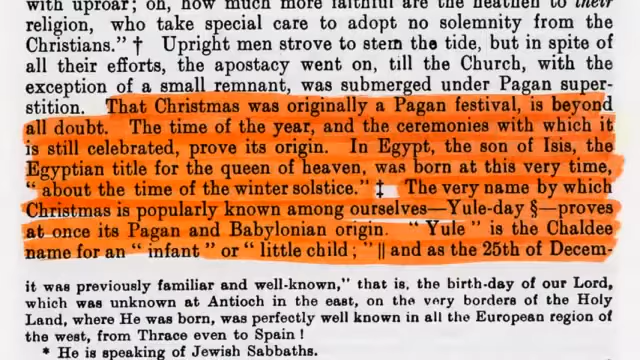 with uproar; oh, how much more faithful are the heathen to their
religion, who take special care to adopt no solemnity from the
Christians." † Upright men strove to stem the tide, but in spite of
all their efforts, the apostacy went on, till the Church, with the
exception of a small remnant, was submerged under Pagan super-
stition. That Christmas was originally a Pagan festival, is beyond
all doubt. The time of the year, and the ceremonies with which it
is still celebrated, prove its origin. In Egypt, the son of Isis, the
Egyptian title for the queen of heaven, was born at this very time,
" about the time of the winter solstice." ‡ The very name by which
Christmas is popularly known among ourselves—Yule-day §—proves
at once its Pagan and Babylonian origin. " Yule " is the Chaldee
name for an " infant " or " little child ; " || and as the 25th of Decem-
it was previously familiar and well-known," that is, the birth-day of our Lord,
which was unknown at Antioch in the east, on the very borders of the Holy
Land, where He was born, was perfectly well known in all the European region of
the west, from Thrace even to Spain !
* He is speaking of Jewish Sabbaths.